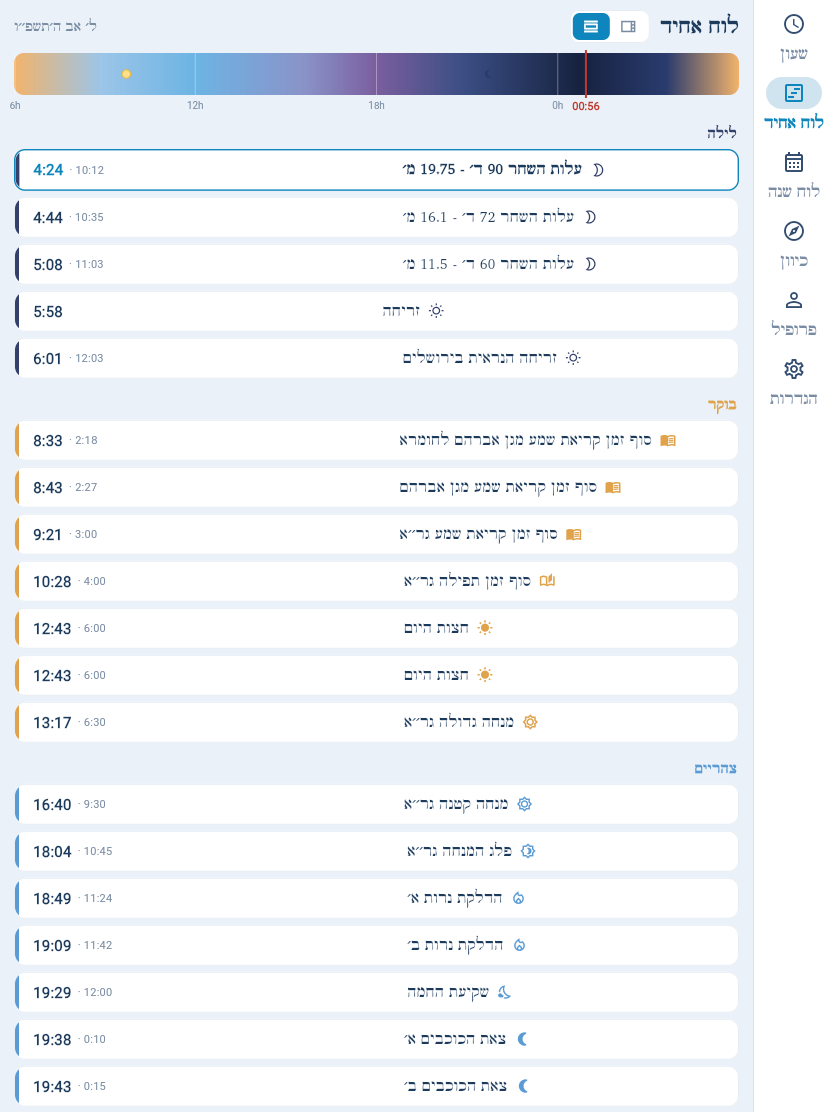 שעון
לוח אחיד
לוח שנה
כיוון
פרופיל
הגדרות
לוח אחיד
ל׳ אב ה׳תשפ״ו
6h 12h 18h 0h 00:56
לילה
עלות השחר 90 ד׳ - 19.75 מ׳ 4:24 · 10:12
עלות השחר 72 ד׳ - 16.1 מ׳ 4:44 · 10:35
עלות השחר 60 ד׳ - 11.5 מ׳ 5:08 · 11:03
זריחה 5:58
זריחה הנראית בירושלים 6:01 · 12:03
בוקר
סוף זמן קריאת שמע מגן אברהם לחומרא 8:33 · 2:18
סוף זמן קריאת שמע מגן אברהם 8:43 · 2:27
סוף זמן קריאת שמע גר״א 9:21 · 3:00
סוף זמן תפילה גר״א 10:28 · 4:00
חצות היום 12:43 · 6:00
חצות היום 12:43 · 6:00
מנחה גדולה גר״א 13:17 · 6:30
צהריים
מנחה קטנה גר״א 16:40 · 9:30
פלג המנחה גר״א 18:04 · 10:45
הדלקת נרות א׳ 18:49 · 11:24
הדלקת נרות ב׳ 19:09 · 11:42
שקיעת החמה 19:29 · 12:00
צאת הכוכבים א׳ 19:38 · 0:10
צאת הכוכבים ב׳ 19:43 · 0:15